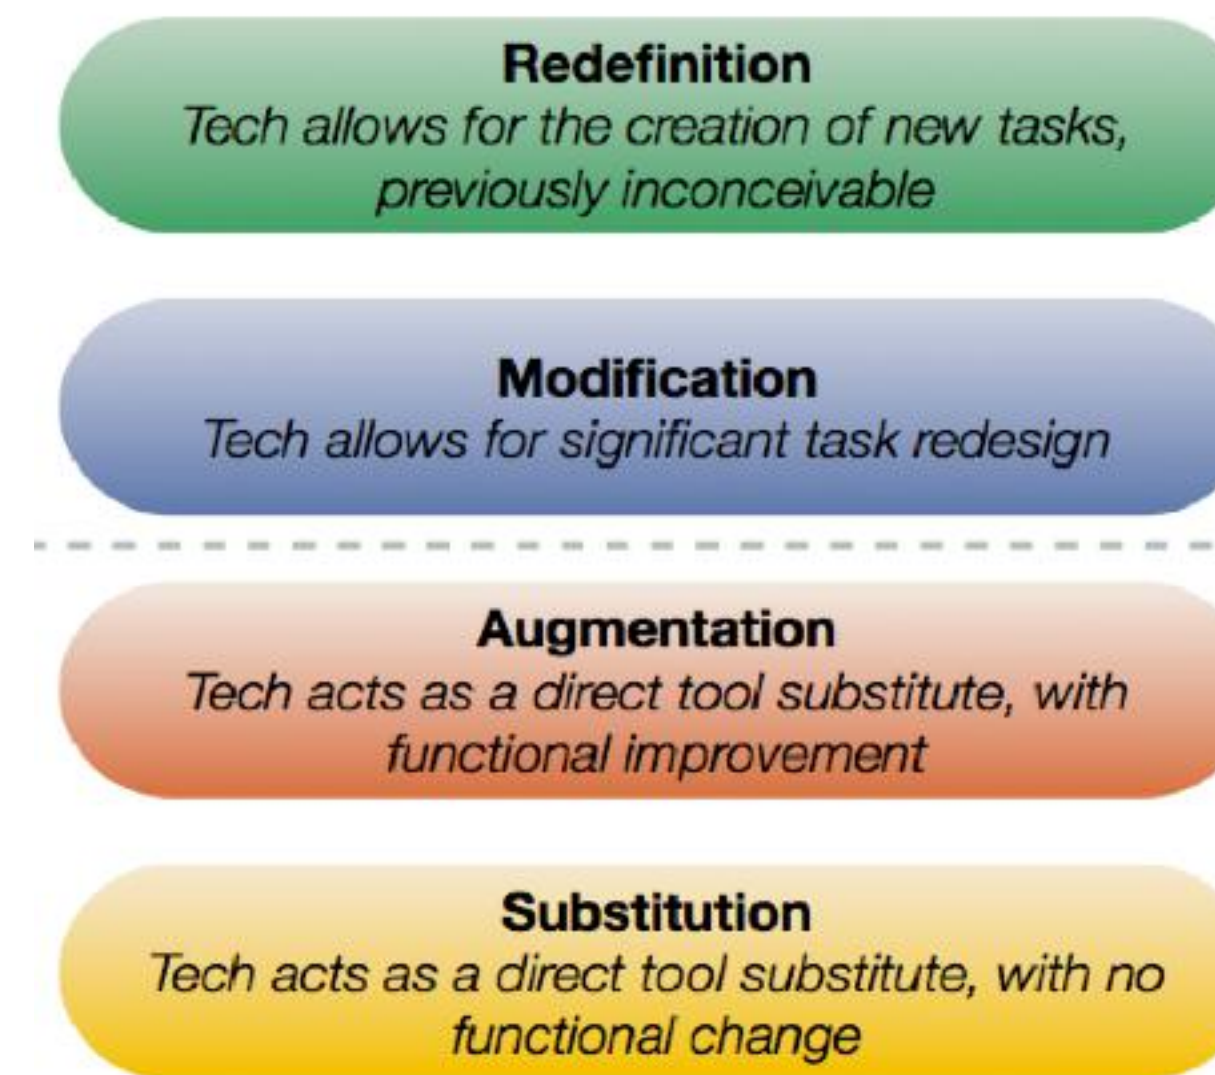 Redefinition
Tech allows for the creation of new tasks,
previously inconceivable
Modification
Tech allows for significant task redesign
Augmentation
Tech acts as a direct tool substitute, with
functional improvement
Substitution
Tech acts as a direct tool substitute, with no
functional change